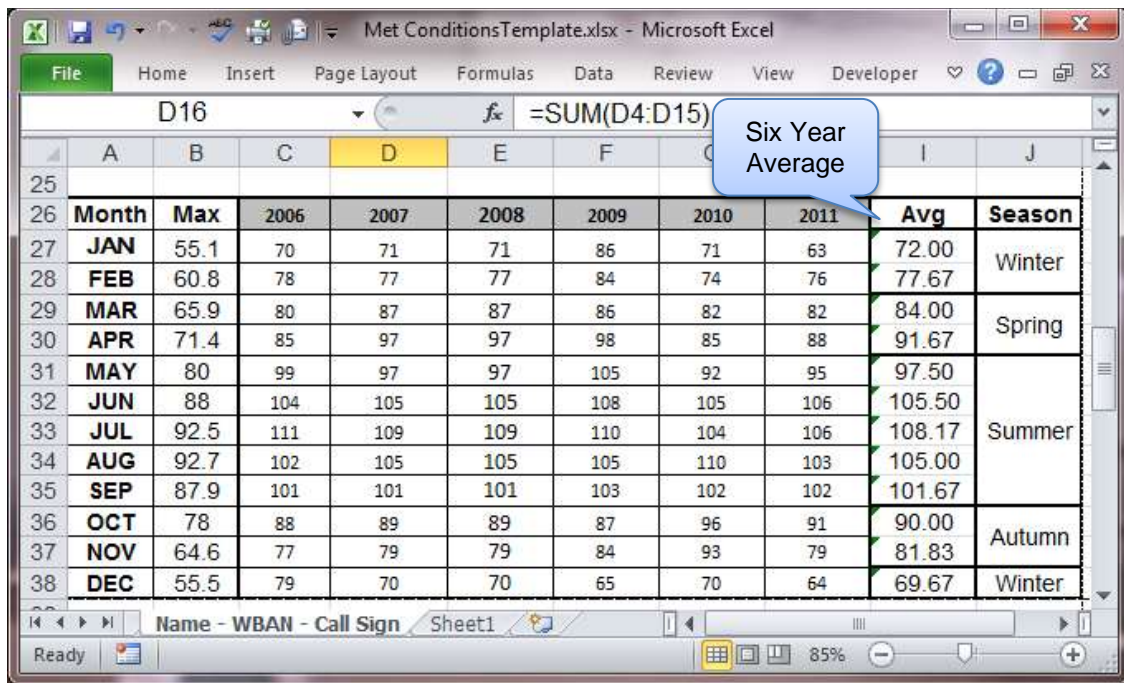 Met ConditionsTemplate.xlsx - Microsoft Excel
File Home Insert Page Layout Formulas Data Review View Developer
D16 fx =SUM(D4:D15)
Six Year
Average
A B C D E F I J
25
26 Month Max 2006 2007 2008 2009 2010 2011 Avg Season
27 JAN 55.1 70 71 71 86 71 63 72.00 Winter
28 FEB 60.8 78 77 77 84 74 76 77.67
29 MAR 65.9 80 87 87 86 82 82 84.00 Spring
30 APR 71.4 85 97 97 98 85 88 91.67
31 MAY 80 99 97 97 105 92 95 97.50
32 JUN 88 104 105 105 108 105 106 105.50
33 JUL 92.5 111 109 109 110 104 106 108.17 Summer
34 AUG 92.7 102 105 105 105 110 103 105.00
35 SEP 87.9 101 101 101 103 102 102 101.67
36 OCT 78 88 89 89 87 96 91 90.00 Autumn
37 NOV 64.6 77 79 79 84 93 79 81.83
38 DEC 55.5 79 70 70 65 70 64 69.67 Winter
Name - WBAN - Call Sign Sheet1
Ready 85%